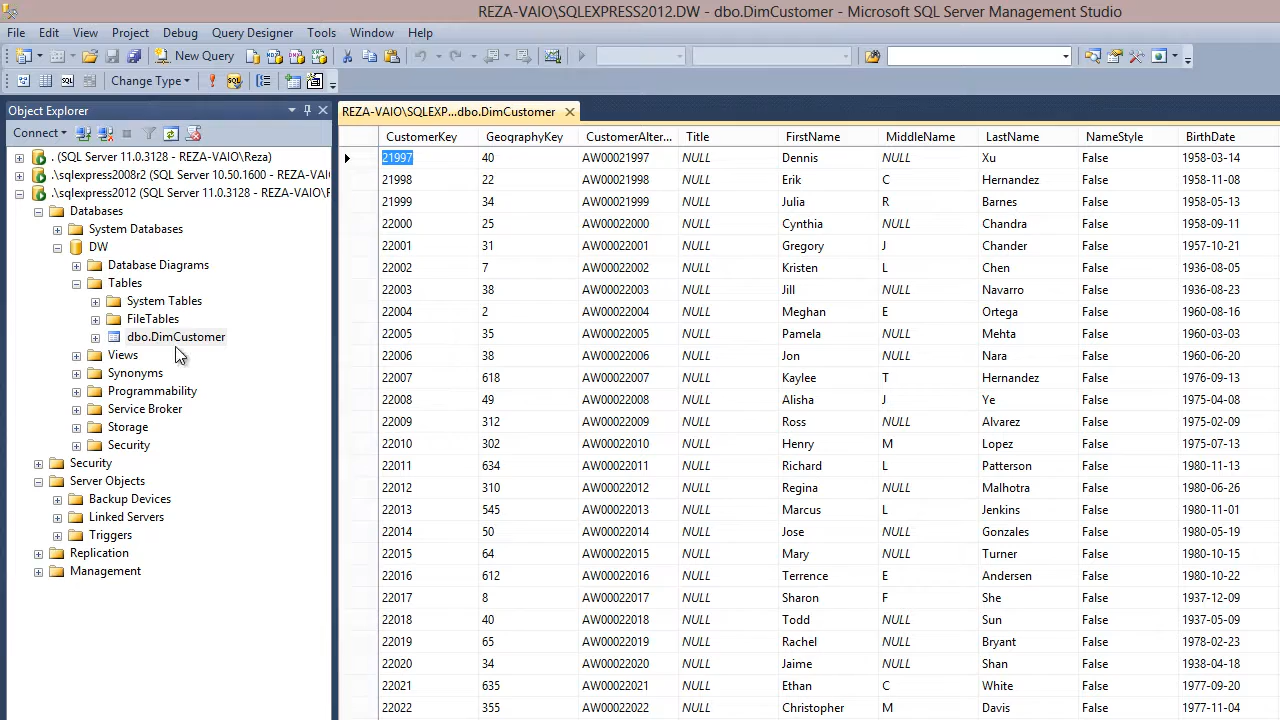 REZA-VAIO\SQLEXPRESS2012.DW - dbo.DimCustomer - Microsoft SQL Server Management Studio
File Edit View Project Debug Query Designer Tools Window Help
New Query
Change Type
Object Explorer
Connect
. (SQL Server 11.0.3128 - REZA-VAIO\Reza)
.\sqlexpress2008r2 (SQL Server 10.50.1600 - REZA-VAI
.\sqlexpress2012 (SQL Server 11.0.3128 - REZA-VAIO\F
Databases
System Databases
DW
Database Diagrams
Tables
System Tables
FileTables
dbo.DimCustomer
Views
Synonyms
Programmability
Service Broker
Storage
Security
Security
Server Objects
Backup Devices
Linked Servers
Triggers
Replication
Management
REZA-VAIO\SQLEXP...dbo.DimCustomer
CustomerKey GeographyKey CustomerAlter... Title FirstName MiddleName LastName NameStyle BirthDate
21997 40 AW00021997 NULL Dennis NULL Xu False 1958-03-14
21998 22 AW00021998 NULL Erik C Hernandez False 1958-11-08
21999 34 AW00021999 NULL Julia R Barnes False 1958-05-13
22000 25 AW00022000 NULL Cynthia NULL Chandra False 1958-09-11
22001 31 AW00022001 NULL Gregory J Chander False 1957-10-21
22002 7 AW00022002 NULL Kristen L Chen False 1936-08-05
22003 38 AW00022003 NULL Jill NULL Navarro False 1936-08-23
22004 2 AW00022004 NULL Meghan E Ortega False 1960-08-16
22005 35 AW00022005 NULL Pamela NULL Mehta False 1960-03-03
22006 38 AW00022006 NULL Jon NULL Nara False 1960-06-20
22007 618 AW00022007 NULL Kaylee T Hernandez False 1976-09-13
22008 49 AW00022008 NULL Alisha J Ye False 1975-04-08
22009 312 AW00022009 NULL Ross NULL Alvarez False 1975-02-09
22010 302 AW00022010 NULL Henry M Lopez False 1975-07-13
22011 634 AW00022011 NULL Richard L Patterson False 1980-11-13
22012 310 AW00022012 NULL Regina NULL Malhotra False 1980-06-26
22013 545 AW00022013 NULL Marcus L Jenkins False 1980-11-01
22014 50 AW00022014 NULL Jose NULL Gonzales False 1980-05-19
22015 64 AW00022015 NULL Mary NULL Turner False 1980-10-15
22016 612 AW00022016 NULL Terrence E Andersen False 1980-10-22
22017 8 AW00022017 NULL Sharon F She False 1937-12-09
22018 40 AW00022018 NULL Todd NULL Sun False 1937-05-09
22019 65 AW00022019 NULL Rachel NULL Bryant False 1978-02-23
22020 34 AW00022020 NULL Jaime NULL Shan False 1938-04-18
22021 635 AW00022021 NULL Ethan C White False 1977-09-20
22022 355 AW00022022 NULL Christopher M Davis False 1977-11-04